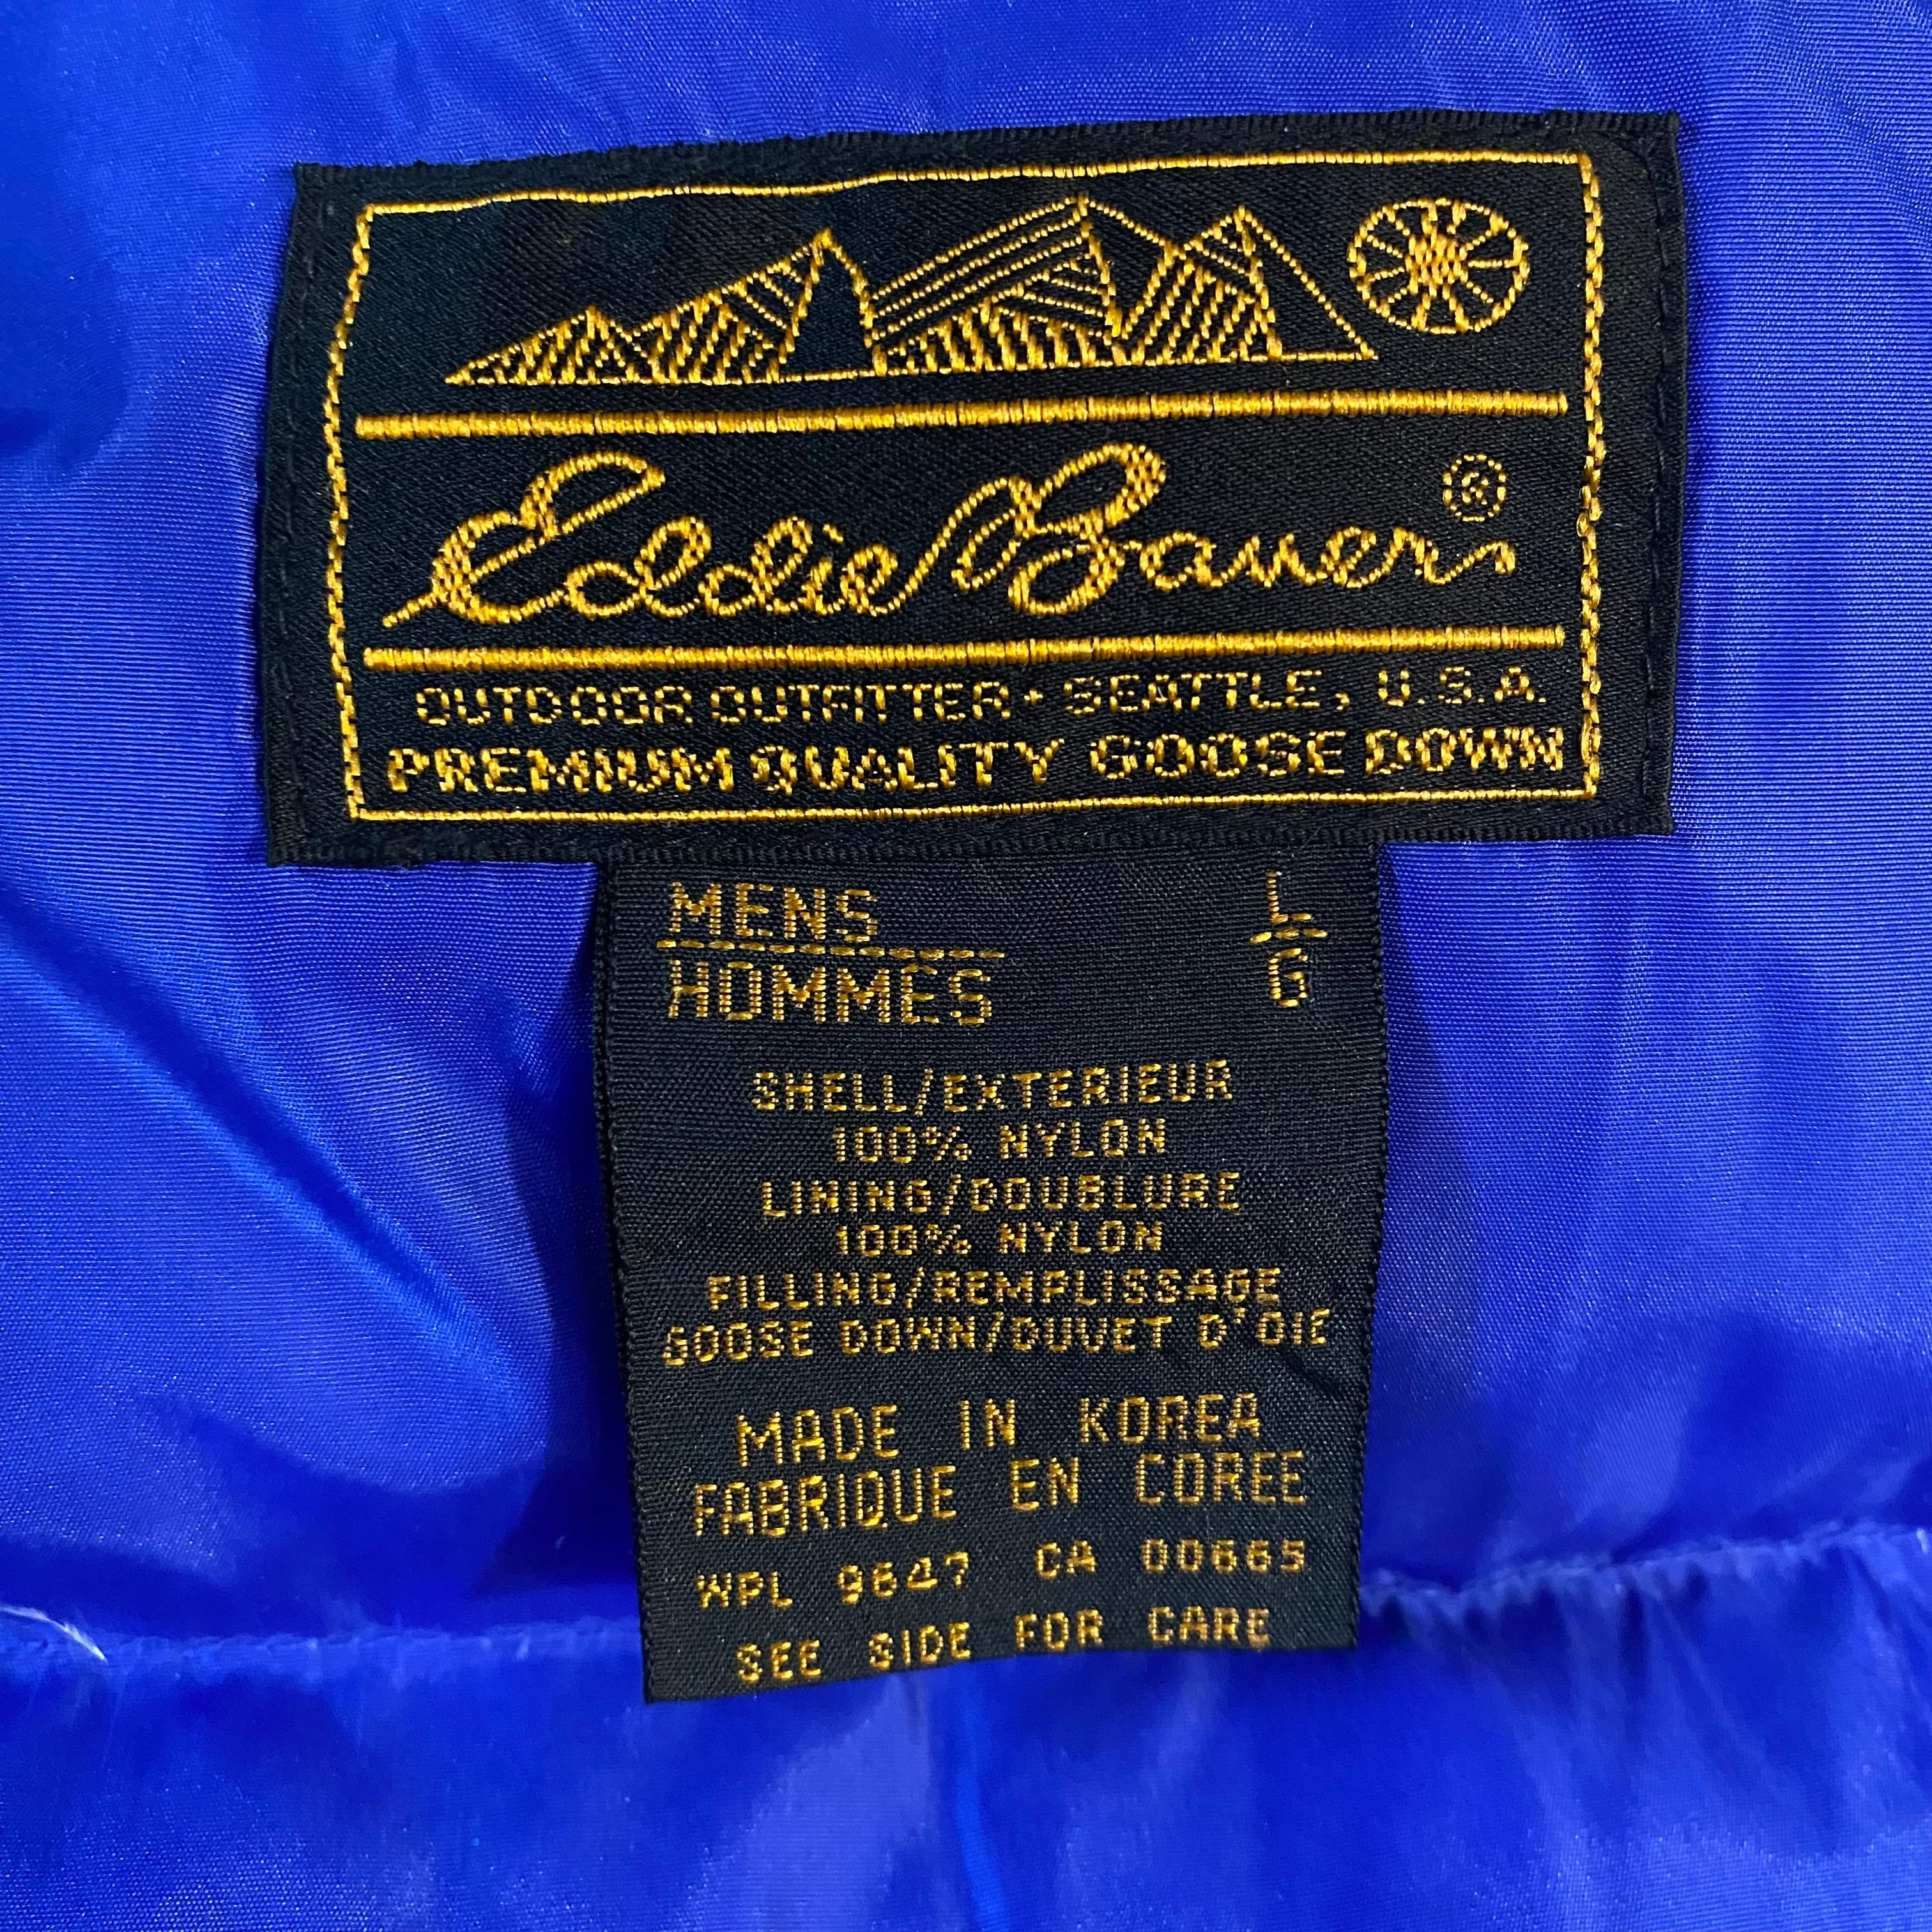 Eddie Bauer ®
OUTDOOR OUTFITTER · SEATTLE, U.S.A.
PREMIUM QUALITY GOOSE DOWN
MENS L
HOMMES G
SHELL/EXTERIEUR
100% NYLON
LINING/DOUBLURE
100% NYLON
FILLING/REMPLISSAGE
GOOSE DOWN/DUVET D'OIE
MADE IN KOREA
FABRIQUE EN COREE
WPL 9647 CA 00665
SEE SIDE FOR CARE